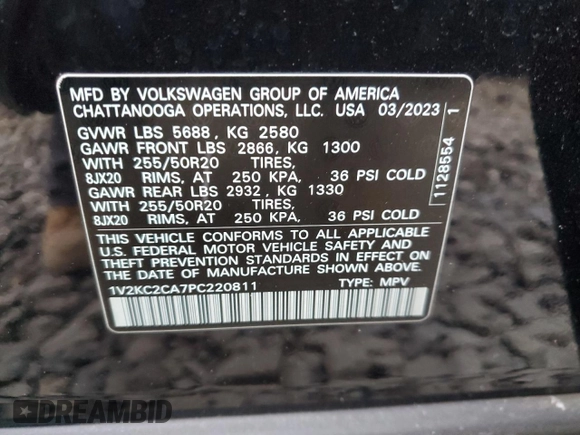 MFD BY VOLKSWAGEN GROUP OF AMERICA
CHATTANOOGA OPERATIONS, LLC. USA 03/2023
GVWR LBS 5688 , KG 2580
GAWR FRONT LBS 2866, KG 1300
WITH 255/50R20 TIRES,
8JX20 RIMS, AT 250 KPA, 36 PSI COLD
GAWR REAR LBS 2932 , KG 1330
WITH 255/50R20 TIRES,
8JX20 RIMS, AT 250 KPA, 36 PSI COLD
THIS VEHICLE CONFORMS TO ALL APPLICABLE
U.S. FEDERAL MOTOR VEHICLE SAFETY AND
THEFT PREVENTION STANDARDS IN EFFECT
ON THE DATE OF MANUFACTURE SHOWN ABOVE.
1V2KC2CA7PC220811 TYPE: MPV
1128554 1
DREAMBID